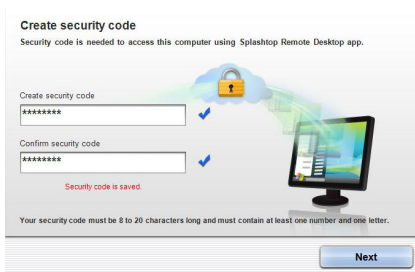 Create security code
Security code is needed to access this computer using Splashtop Remote Desktop app.
Create security code
********
Confirm security code
********
Security code is saved.
Your security code must be 8 to 20 characters long and must contain at least one number and one letter.
Next